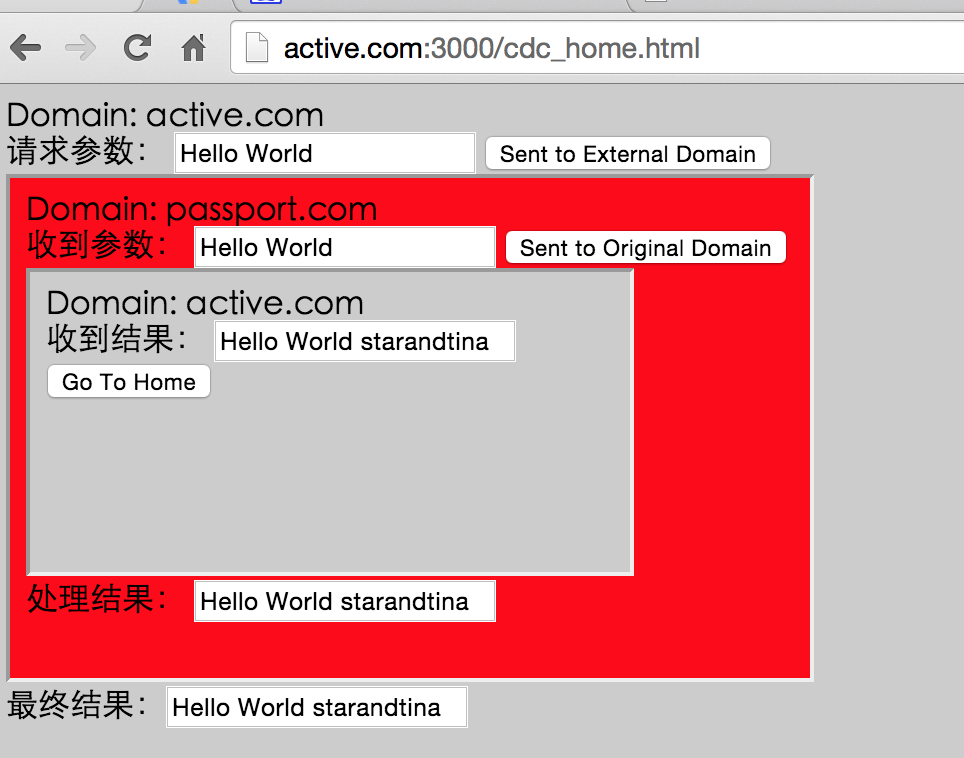 active.com:3000/cdc_home.html
Domain: active.com
请求参数： Hello World Sent to External Domain
Domain: passport.com
收到参数： Hello World Sent to Original Domain
Domain: active.com
收到结果： Hello World starandtina
Go To Home
处理结果： Hello World starandtina
最终结果： Hello World starandtina